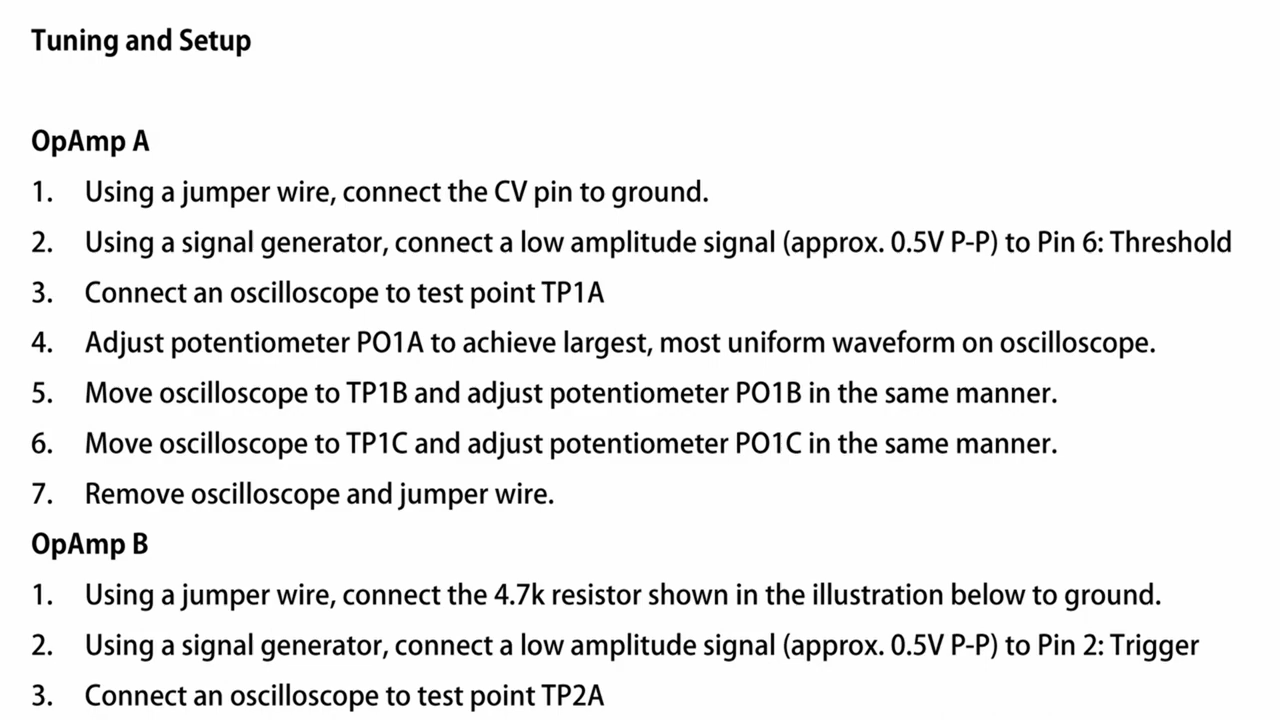 Tuning and Setup
OpAmp A
1. Using a jumper wire, connect the CV pin to ground.
2. Using a signal generator, connect a low amplitude signal (approx. 0.5V P-P) to Pin 6: Threshold
3. Connect an oscilloscope to test point TP1A
4. Adjust potentiometer PO1A to achieve largest, most uniform waveform on oscilloscope.
5. Move oscilloscope to TP1B and adjust potentiometer PO1B in the same manner.
6. Move oscilloscope to TP1C and adjust potentiometer PO1C in the same manner.
7. Remove oscilloscope and jumper wire.
OpAmp B
1. Using a jumper wire, connect the 4.7k resistor shown in the illustration below to ground.
2. Using a signal generator, connect a low amplitude signal (approx. 0.5V P-P) to Pin 2: Trigger
3. Connect an oscilloscope to test point TP2A